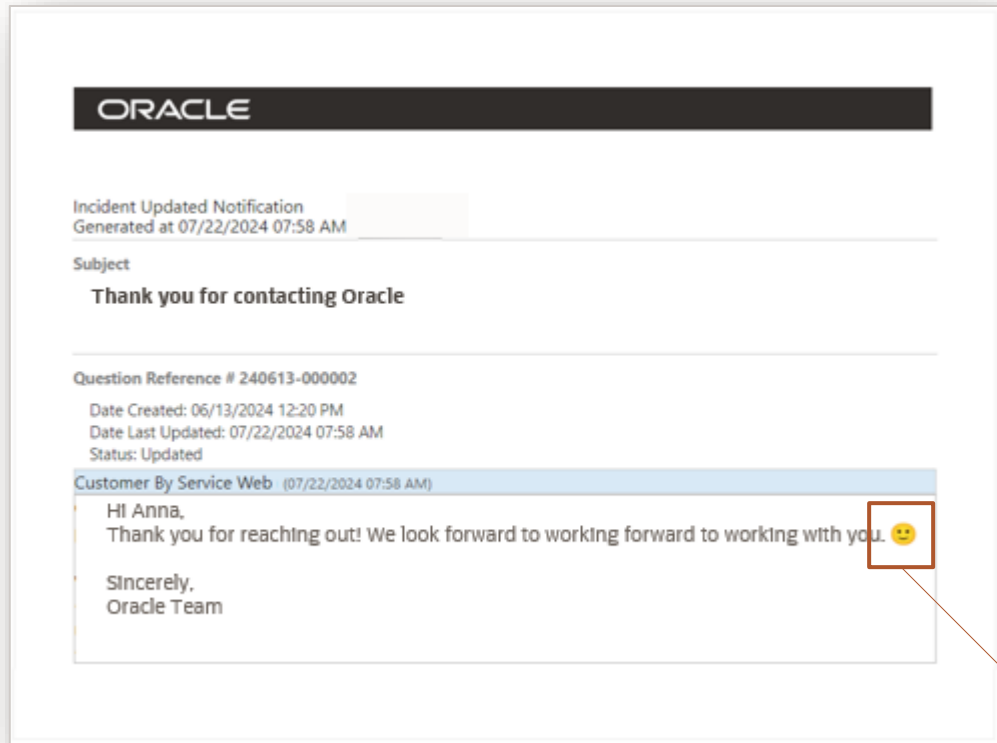 ORACLE
Incident Updated Notification
Generated at 07/22/2024 07:58 AM
Subject
Thank you for contacting Oracle
Question Reference # 240613-000002
Date Created: 06/13/2024 12:20 PM
Date Last Updated: 07/22/2024 07:58 AM
Status: Updated
Customer By Service Web (07/22/2024 07:58 AM)
Hi Anna,
Thank you for reaching out! We look forward to working forward to working with you. 🙂
Sincerely,
Oracle Team